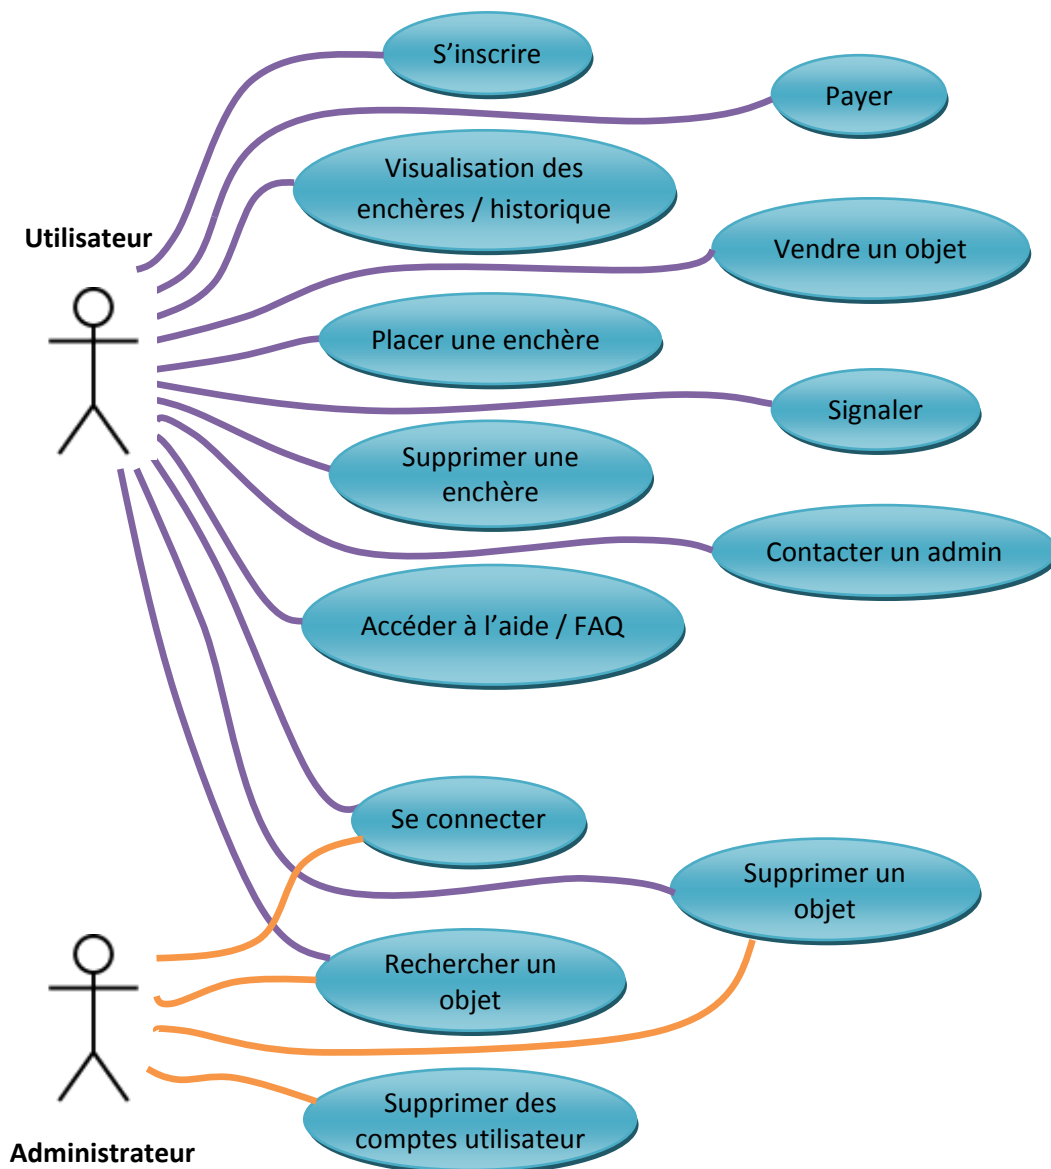 S’inscrire
Payer
Visualisation des
enchères / historique
Utilisateur
Vendre un objet
Placer une enchère
Signaler
Supprimer une
enchère
Contacter un admin
Accéder à l’aide / FAQ
Se connecter
Supprimer un
objet
Rechercher un
objet
Supprimer des
comptes utilisateur
Administrateur